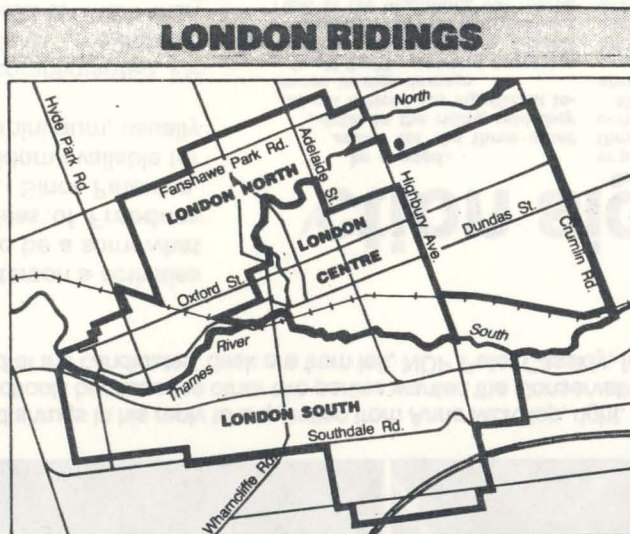 LONDON RIDINGS
Hyde Park Rd.
North
Fanshawe Park Rd.
Adelaide St.
LONDON NORTH
Highbury Ave.
LONDON
CENTRE
Dundas St.
Crumlin Rd.
Oxford St.
River
Thames
South
LONDON SOUTH
Southdale Rd.
Wharncliffe Rd.